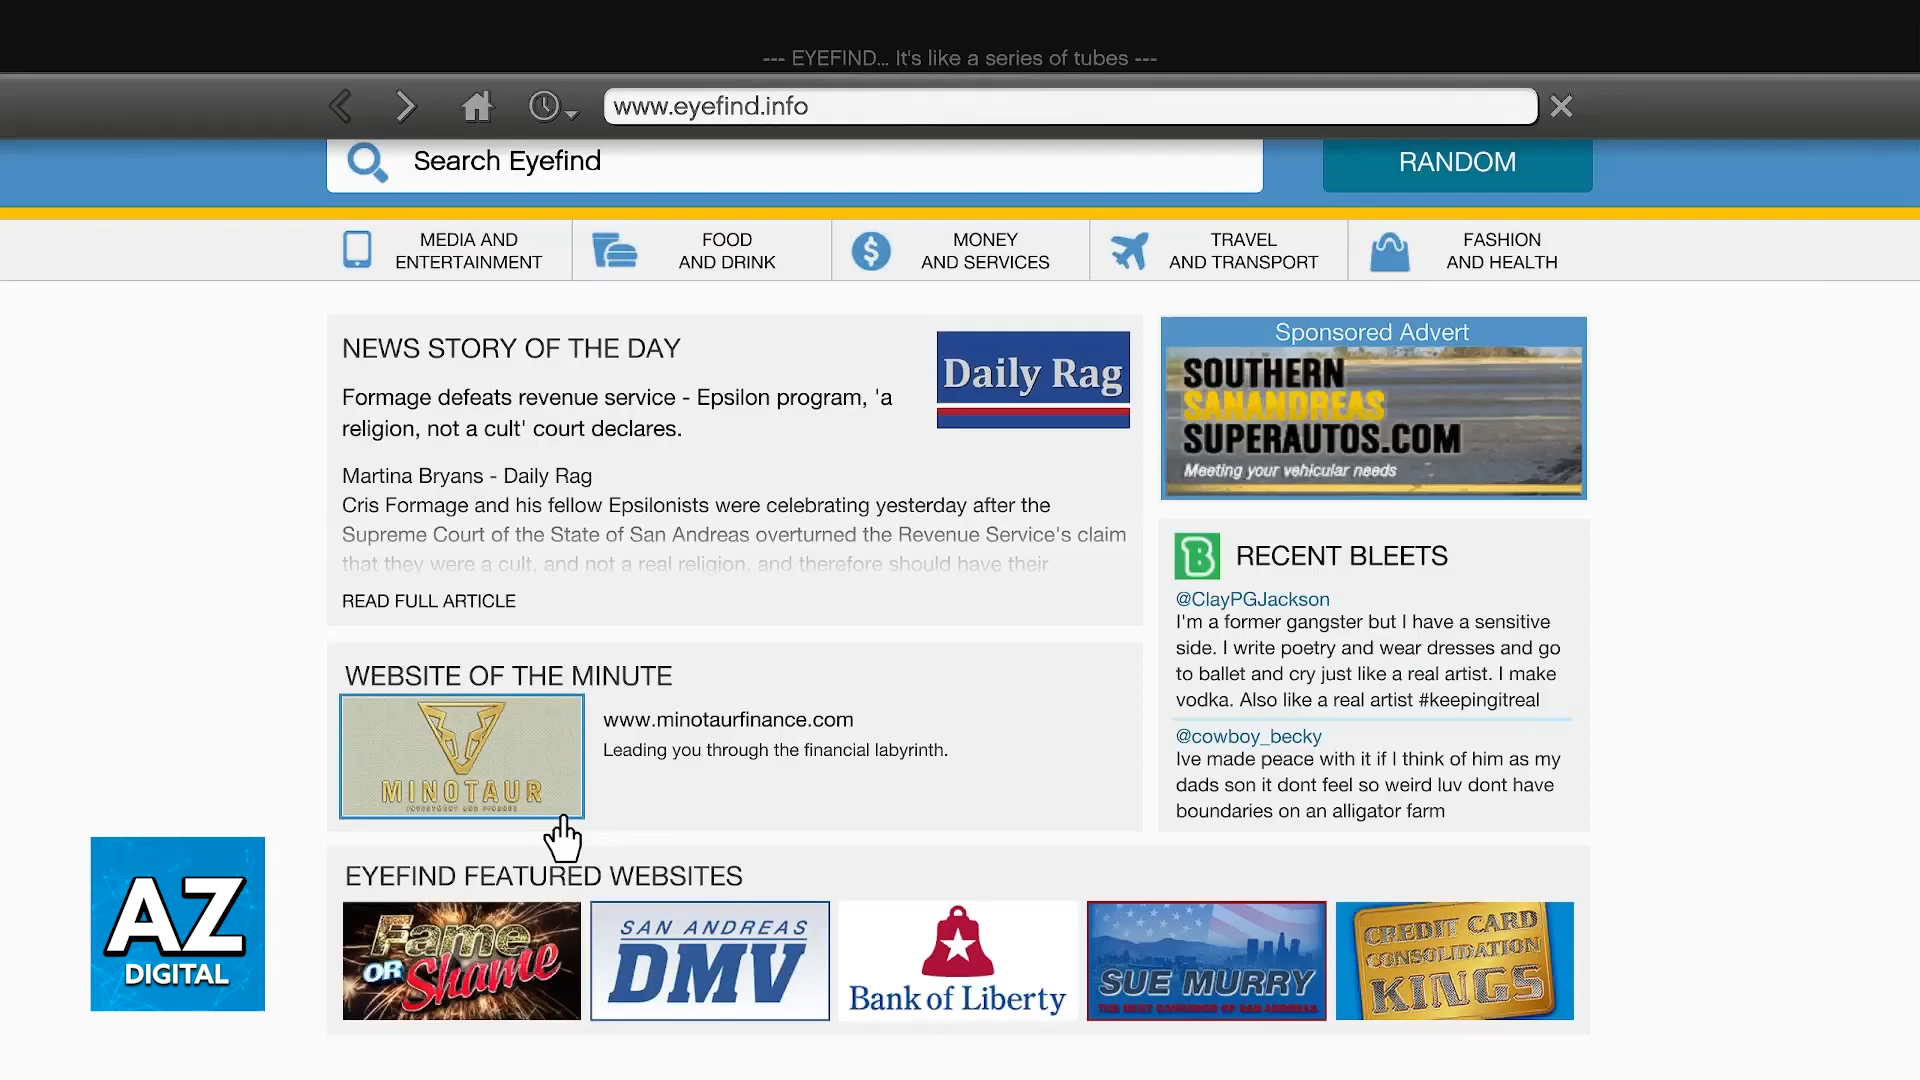 --- EYEFIND... It's like a series of tubes ---
www.eyefind.info
Search Eyefind
RANDOM
MEDIA AND
ENTERTAINMENT
FOOD
AND DRINK
MONEY
AND SERVICES
TRAVEL
AND TRANSPORT
FASHION
AND HEALTH
NEWS STORY OF THE DAY
Daily Rag
Formage defeats revenue service - Epsilon program, 'a
religion, not a cult' court declares.
Martina Bryans - Daily Rag
Cris Formage and his fellow Epsilonists were celebrating yesterday after the
Supreme Court of the State of San Andreas overturned the Revenue Service's claim
that they were a cult, and not a real religion, and therefore should have their
READ FULL ARTICLE
Sponsored Advert
SOUTHERN
SANANDREAS
SUPERAUTOS.COM
Meeting your vehicular needs
B RECENT BLEETS
@ClayPGJackson
I'm a former gangster but I have a sensitive
side. I write poetry and wear dresses and go
to ballet and cry just like a real artist. I make
vodka. Also like a real artist #keepingitreal
@cowboy_becky
Ive made peace with it if I think of him as my
dads son it dont feel so weird luv dont have
boundaries on an alligator farm
WEBSITE OF THE MINUTE
MINOTAUR
INVESTMENT AND FINANCE
www.minotaurfinance.com
Leading you through the financial labyrinth.
EYEFIND FEATURED WEBSITES
Fame
OR Shame
SAN ANDREAS
DMV
Bank of Liberty
SUE MURRY
THE NEXT GOVERNOR OF SAN ANDREAS
CREDIT CARD
CONSOLIDATION
KINGS
AZ
DIGITAL